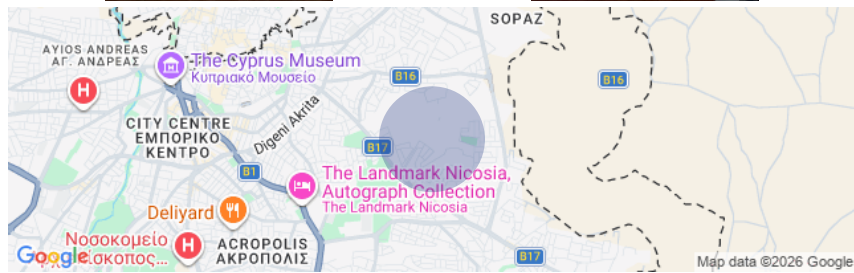 SOPAZ
AYIOS ANDREAS
ΑΓ. ΑΝΔΡΕΑΣ
The Cyprus Museum
Κυπριακό Μουσείο
B16
B16
H
CITY CENTRE
ΕΜΠΟΡΙΚΟ
ΚΕΝΤΡΟ
Digeni Akrita
B17
B1
The Landmark Nicosia,
Autograph Collection
The Landmark Nicosia
Deliyard
Νοσοκομείο
H
ACROPOLIS
ΑΚΡΟΠΟΛΙΣ
B17
Google
Map data ©2026 Google